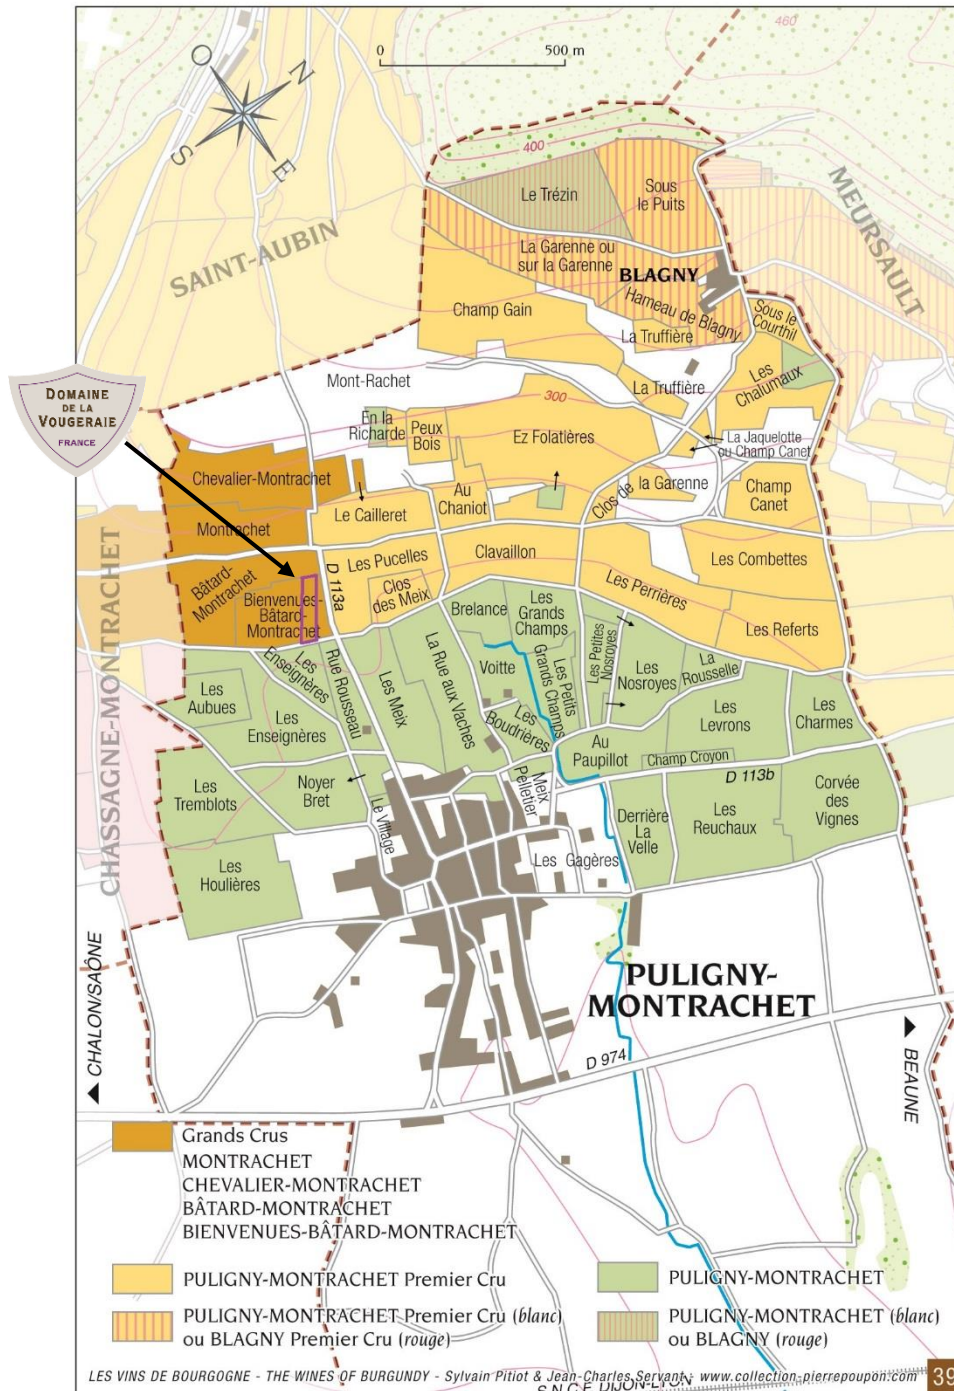 460
0 500 m
O
N
S
E
400
Le Trézin
Sous
le Puits
MEURSAULT
SAINT-AUBIN
La Garenne ou
sur la Garenne
BLAGNY
Hameau de Blagny
Champ Gain
Sous le
Courthil
La Truffière
Mont-Rachet
La Truffière
Les
Chalumaux
DOMAINE
DE LA
VOUGERAIE
FRANCE
300
En la
Richarde
Peux
Bois
Ez Folatières
La Jaquelotte
ou Champ Canet
Chevalier-Montrachet
Au
Chaniot
Clos de la Garenne
Champ
Canet
Le Cailleret
Montrachet
Les Pucelles
Clavaillon
Les Combettes
D 113a
Bâtard-
Montrachet
Bienvenues-
Bâtard-
Montrachet
Clos
des Meix
Les Perrières
Brelance
Les
Grands
Champs
Les Referts
CHASSAGNE-MONTRACHET
Les
Enseignères
Rue Rousseau
Les Meix
La Rue aux Vaches
Voitte
Les Petits
Grands Champs
Les Petites
Nosroyes
Les
Nosroyes
La
Rousselle
Les
Aubues
Les
Enseignères
Les
Boudrières
Au
Paupillot
Les
Levrons
Les
Charmes
Champ Croyon
D 113b
Les
Tremblots
Noyer
Bret
Le Village
Meix
Pelletier
Derrière
La
Velle
Les
Reuchaux
Corvée
des
Vignes
Les
Houlières
Les Gagères
PULIGNY-
MONTRACHET
CHALON/SAÔNE
D 974
BEAUNE
Grands Crus
MONTRACHET
CHEVALIER-MONTRACHET
BÂTARD-MONTRACHET
BIENVENUES-BÂTARD-MONTRACHET
PULIGNY-MONTRACHET Premier Cru
PULIGNY-MONTRACHET
PULIGNY-MONTRACHET Premier Cru (blanc)
ou BLAGNY Premier Cru (rouge)
PULIGNY-MONTRACHET (blanc)
ou BLAGNY (rouge)
LES VINS DE BOURGOGNE - THE WINES OF BURGUNDY - Sylvain Pitiot & Jean-Charles Servant - www.collection-pierrepoupon.com 39
S.N.C.F. DIJON-LYON